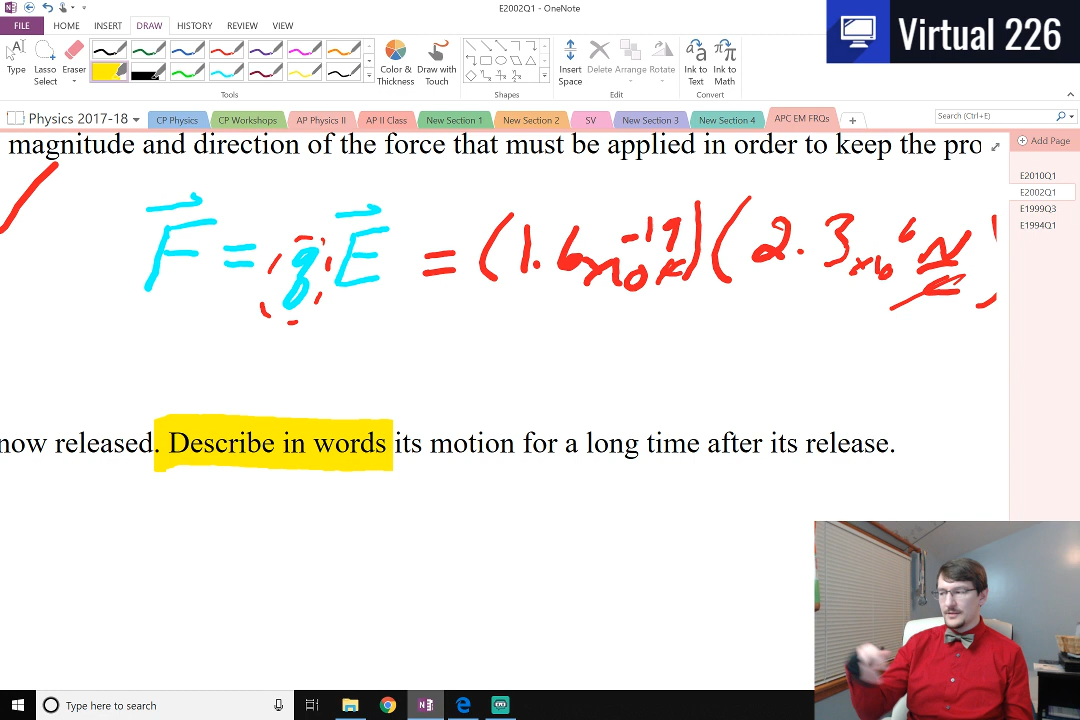 E2002Q1 - OneNote
Virtual 226
FILE HOME INSERT DRAW HISTORY REVIEW VIEW
Type Lasso Select Eraser Color & Thickness Draw with Touch Insert Space Delete Arrange Rotate Ink to Text Ink to Math
Tools Shapes Edit Convert
Physics 2017-18 CP Physics CP Workshops AP Physics II AP II Class New Section 1 New Section 2 SV New Section 3 New Section 4 APC EM FRQs Search (Ctrl+E)
magnitude and direction of the force that must be applied in order to keep the pro
Add Page
E2010Q1
E2002Q1
E1999Q3
E1994Q1
F = qE = (1.6x10^-19 C)(2.3x10^6 N/C)
now released. Describe in words its motion for a long time after its release.
Type here to search